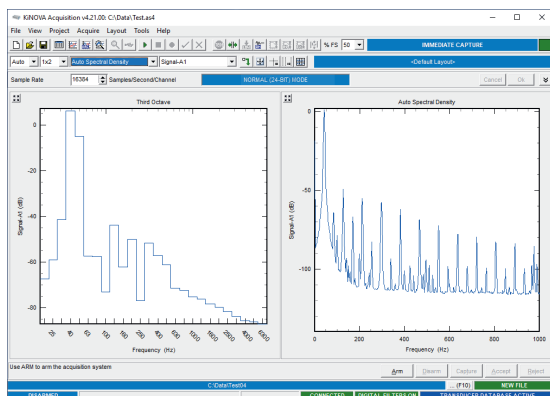 KiNOVA Acquisition v4.21.00: C:\Data\Test.as4
File View Project Acquire Layout Tools Help
% FS 50 IMMEDIATE CAPTURE
Auto 1x2 Auto Spectral Density Signal-A1 <Default Layout>
Sample Rate 16384 Samples/Second/Channel NORMAL (24-BIT) MODE Cancel Ok
Third Octave
Signal-A1 (dB)
0
-20
-40
-60
-80
25 40 63 100 160 250 400 630 1000 1600 2500 4000 6300
Frequency (Hz)
Auto Spectral Density
Signal-A1 (dB)
0
-50
-100
0 200 400 600 800 1000
Frequency (Hz)
Use ARM to arm the acquisition system
Arm Disarm Capture Accept Reject
C:\Data\Test04 ... (F10) NEW FILE
DISARMED CONNECTED DIGITAL FILTERS ON TRANSDUCER DATABASE ACTIVE